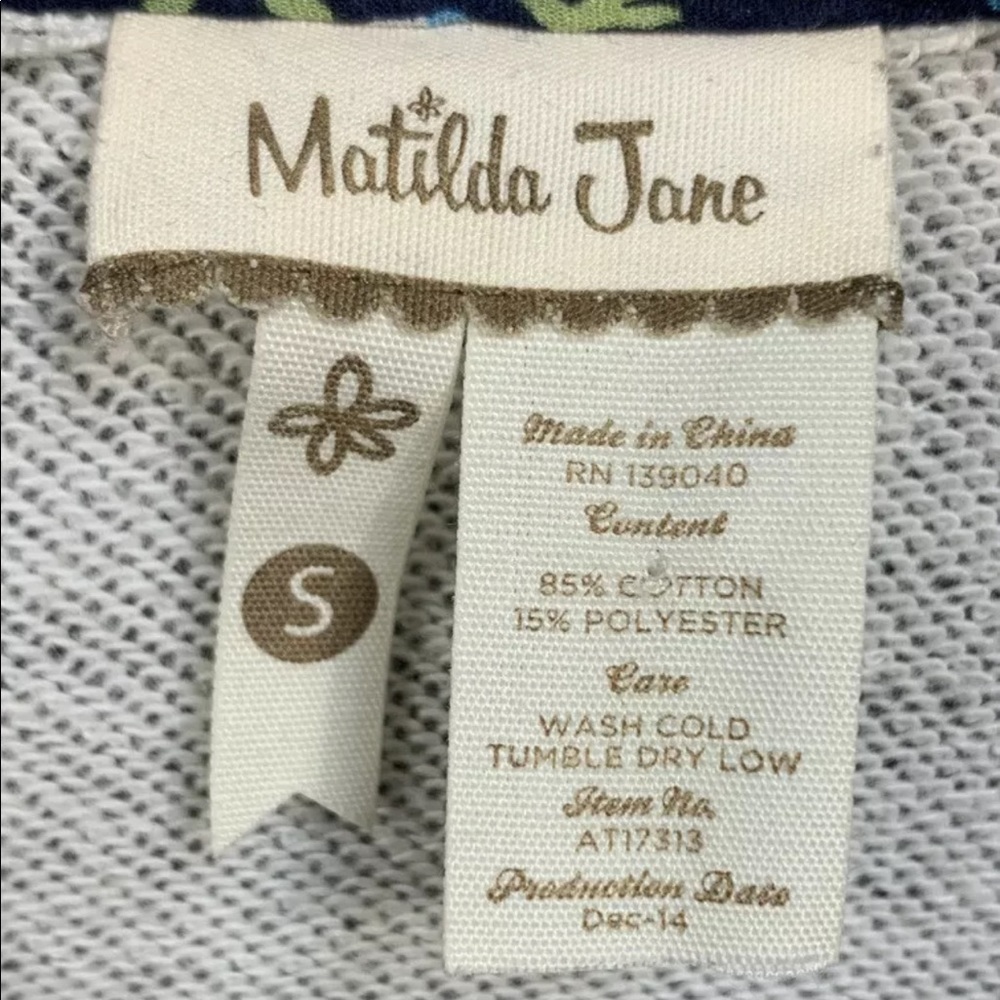 Matilda Jane
S
Made in China
RN 139040
Content
85% COTTON
15% POLYESTER
Care
WASH COLD
TUMBLE DRY LOW
Item No.
AT17313
Production Date
Dec-14